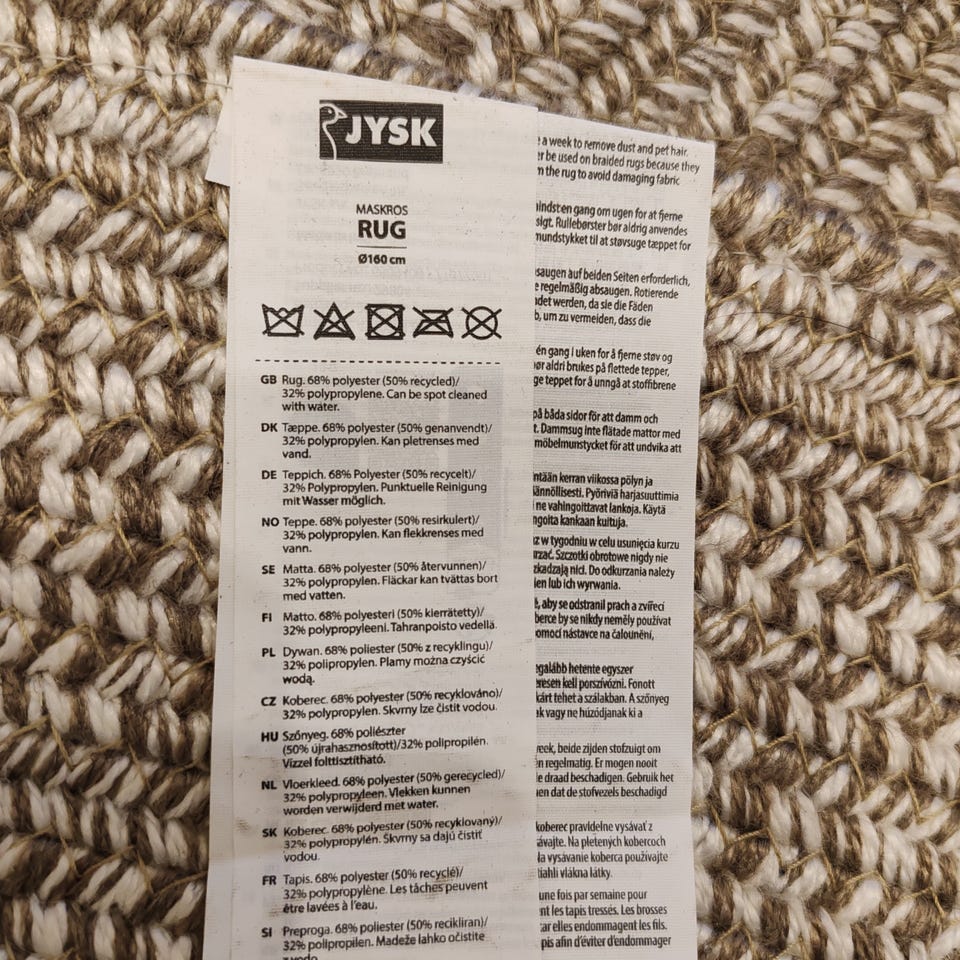 JYSK
MASKROS
RUG
Ø160 cm
GB Rug. 68% polyester (50% recycled)/
32% polypropylene. Can be spot cleaned
with water.
DK Tæppe. 68% polyester (50% genanvendt)/
32% polypropylen. Kan pletrenses med
vand.
DE Teppich. 68% Polyester (50% recycelt)/
32% Polypropylen. Punktuelle Reinigung
mit Wasser möglich.
NO Teppe. 68% polyester (50% resirkulert)/
32% polypropylen. Kan flekkrenses med
vann.
SE Matta. 68% polyester (50% återvunnen)/
32% polypropylen. Fläckar kan tvättas bort
med vatten.
FI Matto. 68% polyesteri (50% kierrätetty)/
32% polypropyleeni. Tahranpoisto vedellä.
PL Dywan. 68% poliester (50% z recyklingu)/
32% polipropylen. Plamy można czyścić
wodą.
CZ Koberec. 68% polyester (50% recyklováno)/
32% polypropylen. Skvrny lze čistit vodou.
HU Szőnyeg. 68% poliészter
(50% újrahasznosított)/32% polipropilén.
Vízzel folttisztítható.
NL Vloerkleed. 68% polyester (50% gerecycled)/
32% polypropyleen. Vlekken kunnen
worden verwijderd met water.
SK Koberec. 68% polyester (50% recyklovaný)/
32% polypropylén. Škvrny sa dajú čistiť
vodou.
FR Tapis. 68% polyester (50% recyclé)/
32% polypropylène. Les tâches peuvent
être lavées à l'eau.
SI Preproga. 68% polyester (50% recikliran)/
32% polipropilen. Madeže lahko očistite
z vodo.
a week to remove dust and pet hair.
be used on braided rugs because they
the rug to avoid damaging fabric
gang om ugen for at fjerne
Rullebørster bør aldrig anvendes
mundstykket til at støvsuge tæppet for
auf beiden Seiten erforderlich,
regelmäßig absaugen. Rotierende
werden, da sie die Fäden
um zu vermeiden, dass die
én gang i uken for å fjerne støv og
aldri brukes på flettede tepper,
teppet for å unngå at stoffibrene
på båda sidor för att damm och
Dammsug inte flätade mattor med
möbelmunstycket för att undvika att
kerran viikossa pölyn ja
Pyöriviä harjasuuttimia
ne vahingoittavat lankoja. Käytä
kankaan kuituja.
w tygodniu w celu usunięcia kurzu
Szczotki obrotowe nigdy nie
nici. Do odkurzania należy
lub ich wyrwania.
aby se odstranil prach a zvířecí
by se nikdy neměly používat
nástavce na čalounění,
hetente egyszer
kell porszívózni. Fonott
kárt tehet a szálakban. A szőnyeg
vagy ne húzódjanak ki a
beide zijden stofzuigt om
regelmatig. Er mogen nooit
draad beschadigen. Gebruik het
dat de stofvezels beschadigd
koberec pravidelne vysávať z
Na pletených kobercoch
vysávanie koberca používajte
vlákna látky.
une fois par semaine pour
les tapis tressés. Les brosses
car elles endommagent les fils.
afin d'éviter d'endommager